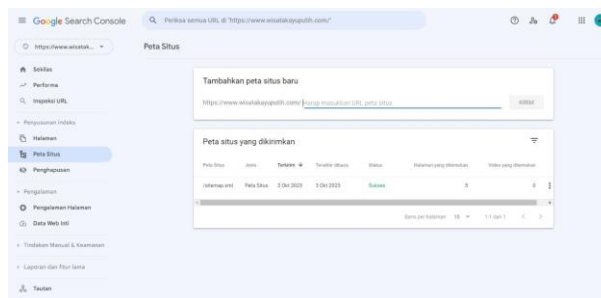 Google Search Console
Periksa semua URL di "https://www.wisatakayuputih.com/"
https://www.wisatak...
Peta Situs
Sekilas
Performa
Inspeksi URL
Penyusunan Indeks
Halaman
Peta Situs
Penghapusan
Pengalaman
Pengalaman Halaman
Data Web Inti
Tindakan Manual & Keamanan
Laporan dan fitur lama
Tautan
Tambahkan peta situs baru
https://www.wisatakayuputih.com/ Harap masukkan URL peta situs
KIRIM
Peta situs yang dikirimkan
Peta Situs Jenis Terkirim Terakhir dibaca Status Halaman yang ditemukan Video yang ditemukan
/sitemap.xml Peta Situs 3 Okt 2023 3 Okt 2023 Sukses 0
Baris per halaman 10 1-1 dari 1